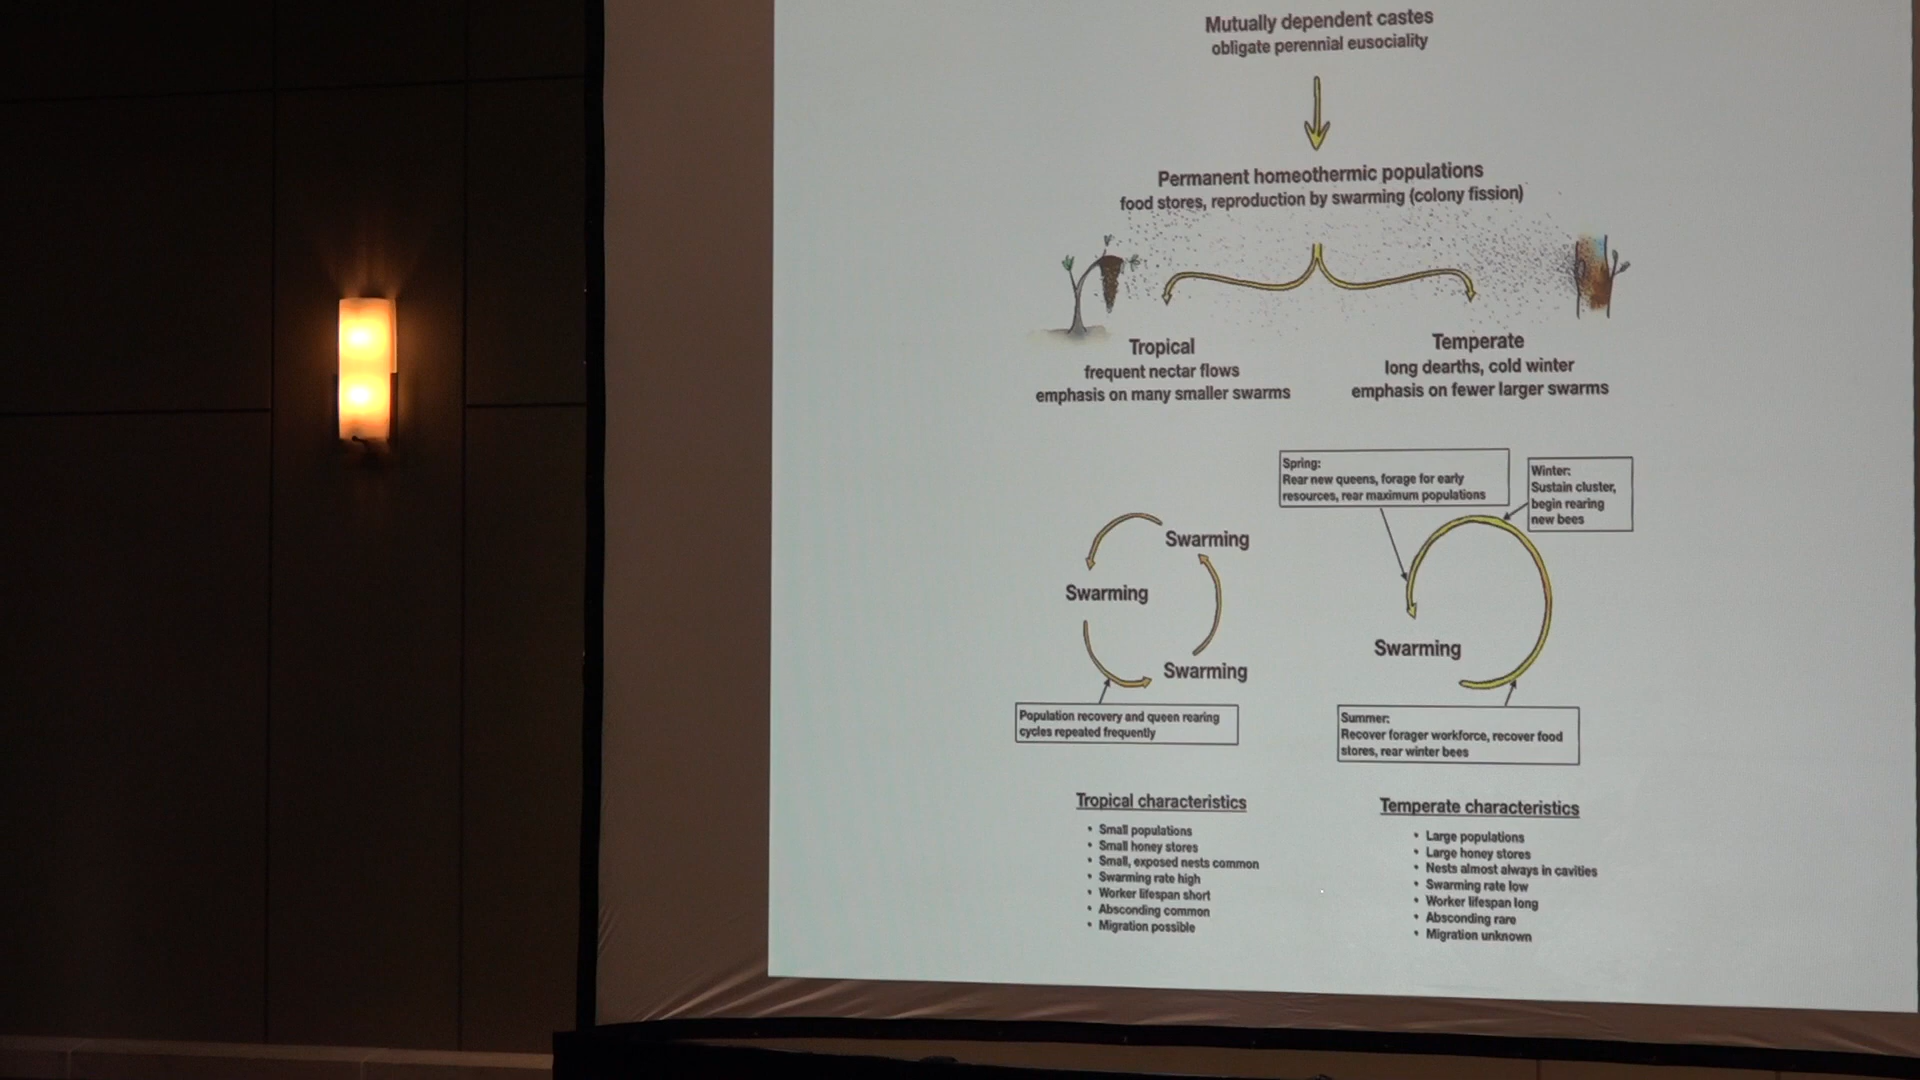 Mutually dependent castes
obligate perennial eusociality
Permanent homeothermic populations
food stores, reproduction by swarming (colony fission)
Tropical
frequent nectar flows
emphasis on many smaller swarms
Temperate
long dearths, cold winter
emphasis on fewer larger swarms
Swarming
Swarming
Swarming
Population recovery and queen rearing
cycles repeated frequently
Spring:
Rear new queens, forage for early
resources, rear maximum populations
Winter:
Sustain cluster,
begin rearing
new bees
Swarming
Summer:
Recover forager workforce, recover food
stores, rear winter bees
Tropical characteristics
• Small populations
• Small honey stores
• Small, exposed nests common
• Swarming rate high
• Worker lifespan short
• Absconding common
• Migration possible
Temperate characteristics
• Large populations
• Large honey stores
• Nests almost always in cavities
• Swarming rate low
• Worker lifespan long
• Absconding rare
• Migration unknown